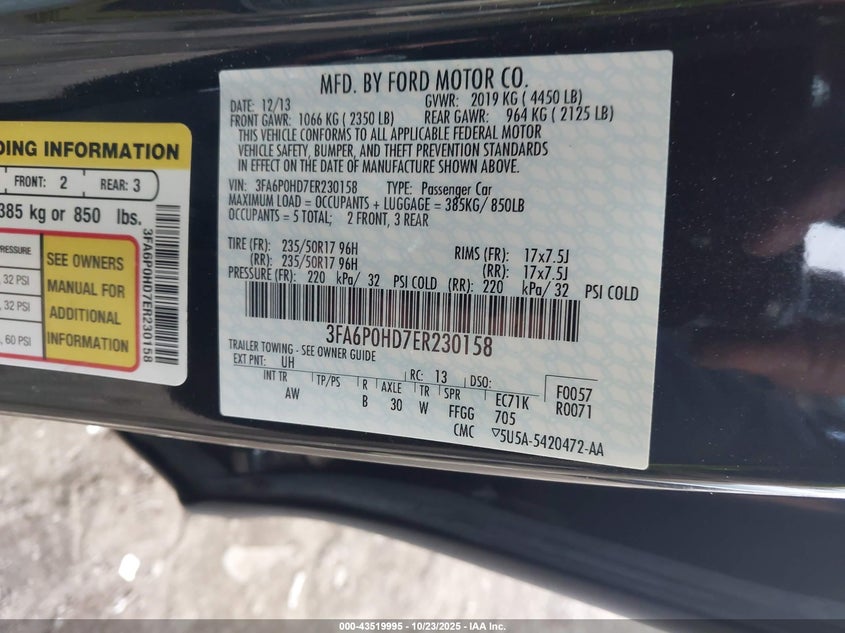 DING INFORMATION
FRONT: 2 REAR: 3
385 kg or 850 lbs.
PRESSURE
32 PSI
32 PSI
60 PSI
SEE OWNERS
MANUAL FOR
ADDITIONAL
INFORMATION
3FA6P0HD7ER230158
MFD. BY FORD MOTOR CO.
DATE: 12/13 GVWR: 2019 KG ( 4450 LB)
FRONT GAWR: 1066 KG ( 2350 LB) REAR GAWR: 964 KG ( 2125 LB)
THIS VEHICLE CONFORMS TO ALL APPLICABLE FEDERAL MOTOR
VEHICLE SAFETY, BUMPER, AND THEFT PREVENTION STANDARDS
IN EFFECT ON THE DATE OF MANUFACTURE SHOWN ABOVE.
VIN: 3FA6P0HD7ER230158 TYPE: Passenger Car
MAXIMUM LOAD = OCCUPANTS + LUGGAGE = 385KG/ 850LB
OCCUPANTS = 5 TOTAL; 2 FRONT, 3 REAR
TIRE (FR): 235/50R17 96H RIMS (FR): 17x7.5J
(RR): 235/50R17 96H (RR): 17x7.5J
PRESSURE (FR): 220 kPa/ 32 PSI COLD (RR): 220 kPa/ 32 PSI COLD
3FA6P0HD7ER230158
TRAILER TOWING - SEE OWNER GUIDE
EXT PNT: UH RC: 13 DSO: F0057
INT TR TP/PS R AXLE TR SPR EC71K R0071
AW B 30 W FFGG 705
CMC ▽5U5A-5420472-AA
000-43519995 - 10/23/2025 - IAA Inc.